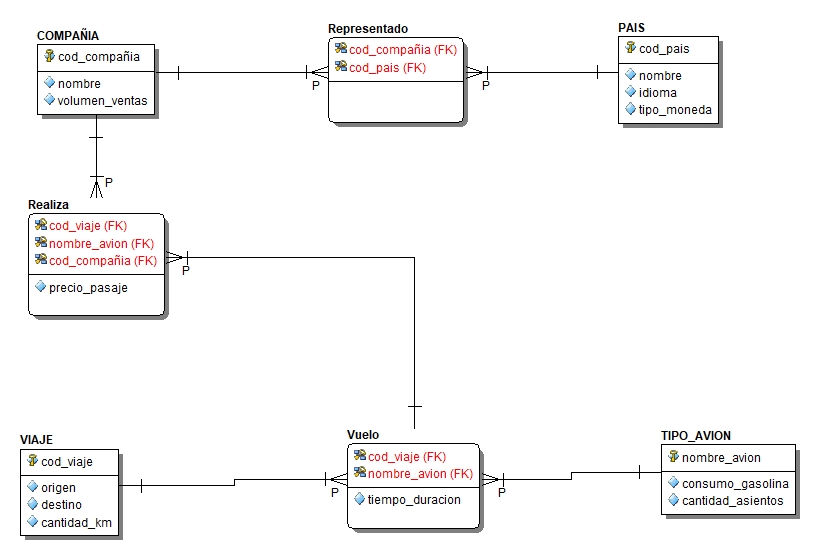 COMPAÑIA
cod_compañia
nombre
volumen_ventas
Representado
cod_compañia (FK)
cod_pais (FK)
PAIS
cod_pais
nombre
idioma
tipo_moneda
P
P
P
Realiza
cod_viaje (FK)
nombre_avion (FK)
cod_compañia (FK)
precio_pasaje
P
VIAJE
cod_viaje
origen
destino
cantidad_km
Vuelo
cod_viaje (FK)
nombre_avion (FK)
tiempo_duracion
P
P
TIPO_AVION
nombre_avion
consumo_gasolina
cantidad_asientos